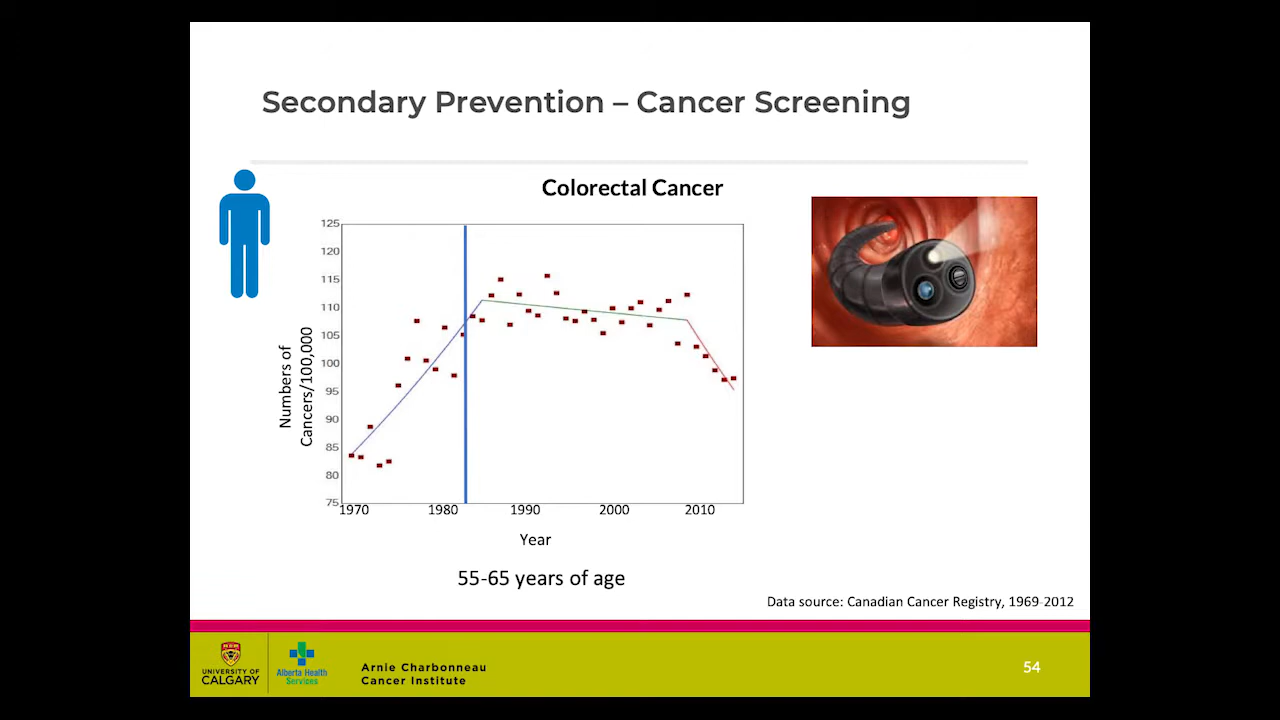 Secondary Prevention – Cancer Screening
Colorectal Cancer
125
120
115
110
105
100
95
90
85
80
75
Numbers of
Cancers/100,000
1970 1980 1990 2000 2010
Year
55-65 years of age
Data source: Canadian Cancer Registry, 1969-2012
UNIVERSITY OF
CALGARY
Alberta Health
Services
Arnie Charbonneau
Cancer Institute
54